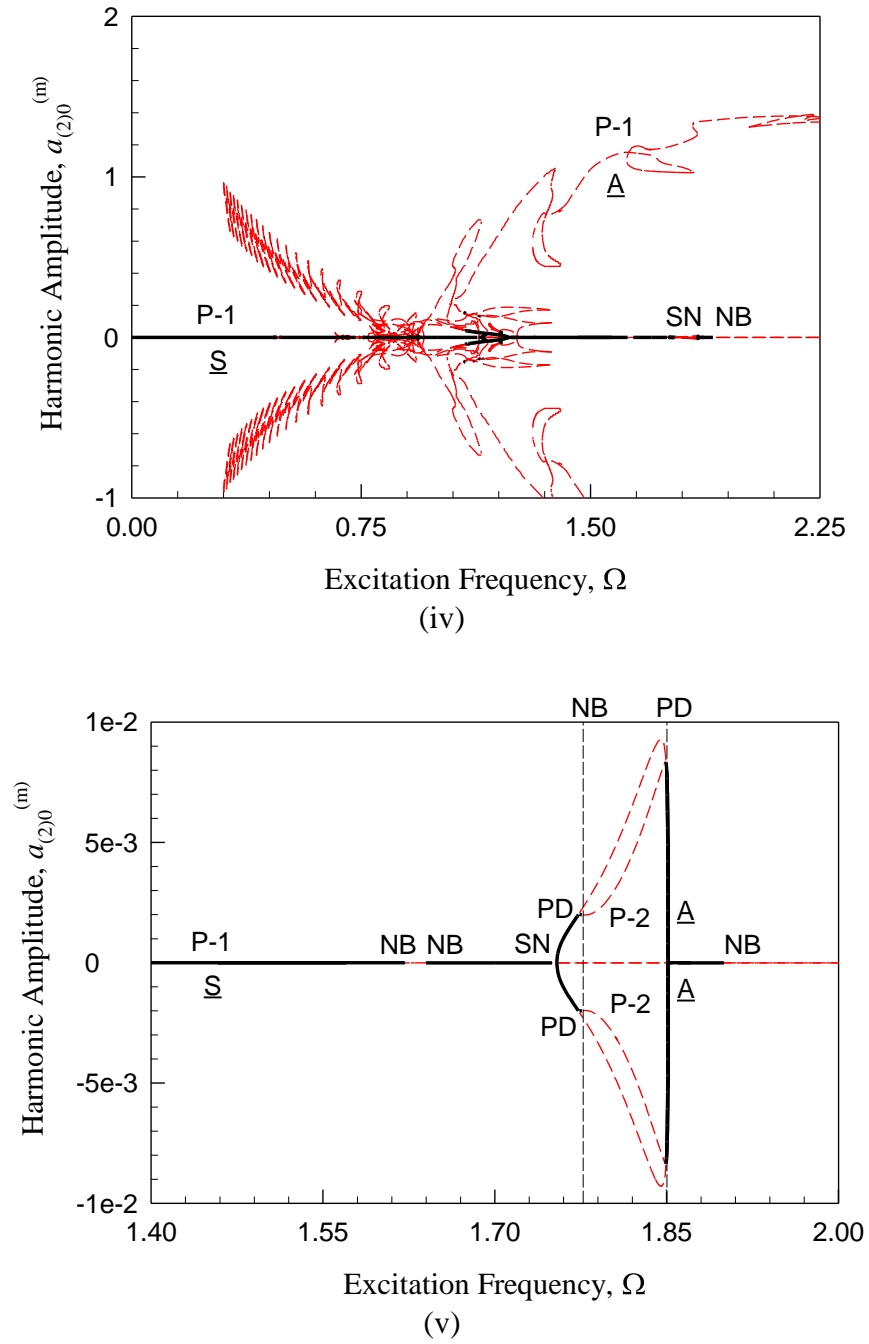 2
1
0
-1
Harmonic Amplitude, a(2)0(m)
P-1
A
P-1
S
SN NB
0.00 0.75 1.50 2.25
Excitation Frequency, Ω
(iv)
NB PD
1e-2
5e-3
0
-5e-3
-1e-2
Harmonic Amplitude, a(2)0(m)
PD P-2 A
P-1 NB NB SN NB
S A
PD P-2
1.40 1.55 1.70 1.85 2.00
Excitation Frequency, Ω
(v)